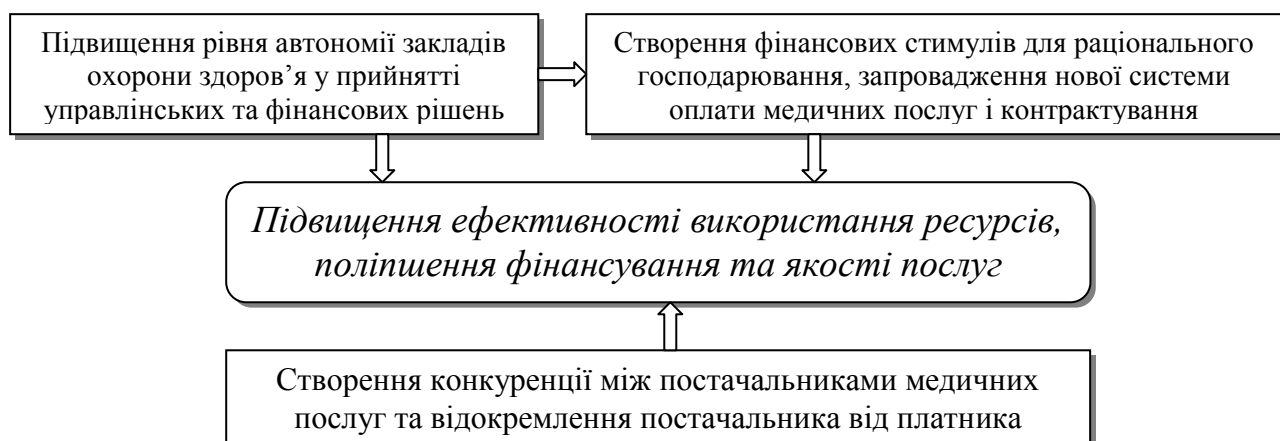 Підвищення рівня автономії закладів
охорони здоров’я у прийнятті
управлінських та фінансових рішень
Створення фінансових стимулів для раціонального
господарювання, запровадження нової системи
оплати медичних послуг і контрактування
Підвищення ефективності використання ресурсів,
поліпшення фінансування та якості послуг
Створення конкуренції між постачальниками медичних
послуг та відокремлення постачальника від платника